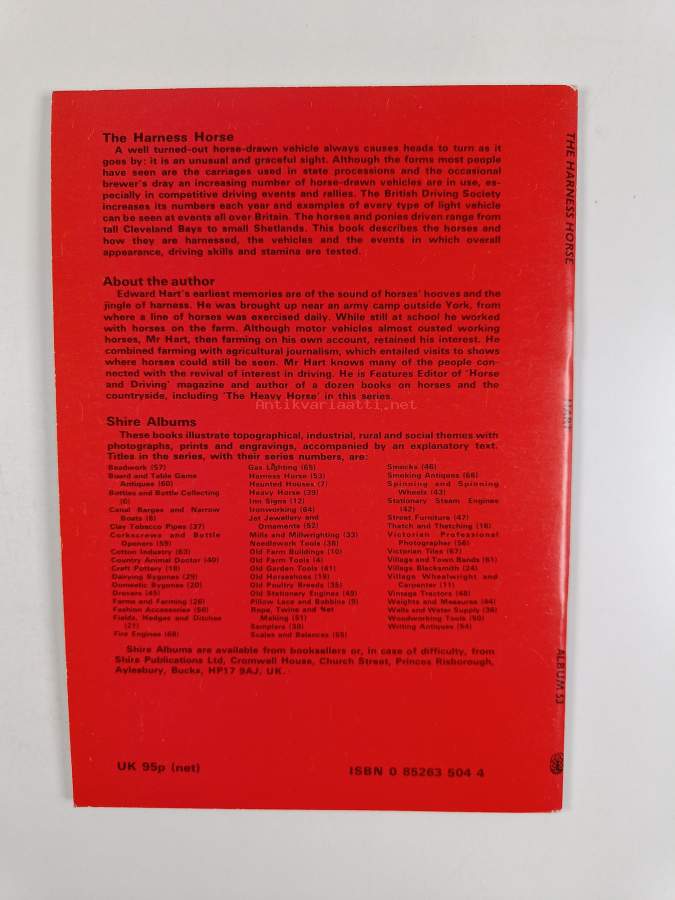 The Harness Horse
A well turned-out horse-drawn vehicle always causes heads to turn as it
goes by: it is an unusual and graceful sight. Although the forms most people
have seen are the carriages used in state processions and the occasional
brewer's dray an increasing number of horse-drawn vehicles are in use, es-
pecially in competitive driving events and rallies. The British Driving Society
increases its numbers each year and examples of every type of light vehicle
can be seen at events all over Britain. The horses and ponies driven range from
tall Cleveland Bays to small Shetlands. This book describes the horses and
how they are harnessed, the vehicles and the events in which overall
appearance, driving skills and stamina are tested.
About the author
Edward Hart's earliest memories are of the sound of horses' hooves and the
jingle of harness. He was brought up near an army camp outside York, from
where a line of horses was exercised daily. While still at school he worked
with horses on the farm. Although motor vehicles almost ousted working
horses, Mr Hart, then farming on his own account, retained his interest. He
combined farming with agricultural journalism, which entailed visits to shows
where horses could still be seen. Mr Hart knows many of the people con-
nected with the revival of interest in driving. He is Features Editor of 'Horse
and Driving' magazine and author of a dozen books on horses and the
countryside, including 'The Heavy Horse' in this series.
Antikvariaatti.net
Shire Albums
These books illustrate topographical, industrial, rural and social themes with
photographs, prints and engravings, accompanied by an explanatory text.
Titles in the series, with their series numbers, are:
Beadwork (57)
Board and Table Game
Antiques (60)
Bottles and Bottle Collecting
(6)
Canal Barges and Narrow
Boats (8)
Clay Tobacco Pipes (37)
Corkscrews and Bottle
Openers (59)
Cotton Industry (63)
Country Animal Doctor (40)
Craft Pottery (18)
Dairying Bygones (29)
Domestic Bygones (20)
Drovers (45)
Farms and Farming (26)
Fashion Accessories (56)
Fields, Hedges and Ditches
(21)
Fire Engines (68)
Gas Lighting (65)
Harness Horse (53)
Haunted Houses (7)
Heavy Horse (39)
Inn Signs (12)
Ironworking (64)
Jet Jewellery and
Ornaments (52)
Mills and Millwrighting (33)
Needlework Tools (38)
Old Farm Buildings (10)
Old Farm Tools (4)
Old Garden Tools (41)
Old Horseshoes (19)
Old Poultry Breeds (35)
Old Stationary Engines (49)
Pillow Lace and Bobbins (9)
Rope, Twine and Net
Making (51)
Samplers (30)
Scales and Balances (55)
Smocks (46)
Smoking Antiques (66)
Spinning and Spinning
Wheels (43)
Stationary Steam Engines
(42)
Street Furniture (47)
Thatch and Thatching (16)
Victorian Professional
Photographer (56)
Victorian Tiles (67)
Village and Town Bands (61)
Village Blacksmith (24)
Village Wheelwright and
Carpenter (11)
Vintage Tractors (48)
Weights and Measures (44)
Wells and Water Supply (36)
Woodworking Tools (50)
Writing Antiques (54)
Shire Albums are available from booksellers or, in case of difficulty, from
Shire Publications Ltd, Cromwell House, Church Street, Princes Risborough,
Aylesbury, Bucks, HP17 9AJ, UK.
UK 95p (net)
ISBN 0 85263 504 4
THE HARNESS HORSE
HART
ALBUM 53